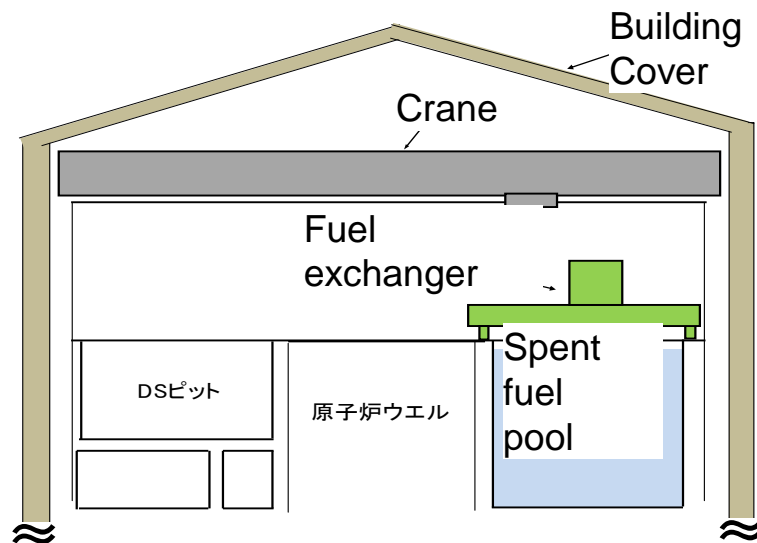 Building
Cover
Crane
Fuel
exchanger
Spent
fuel
pool
DSピット
原子炉ウエル